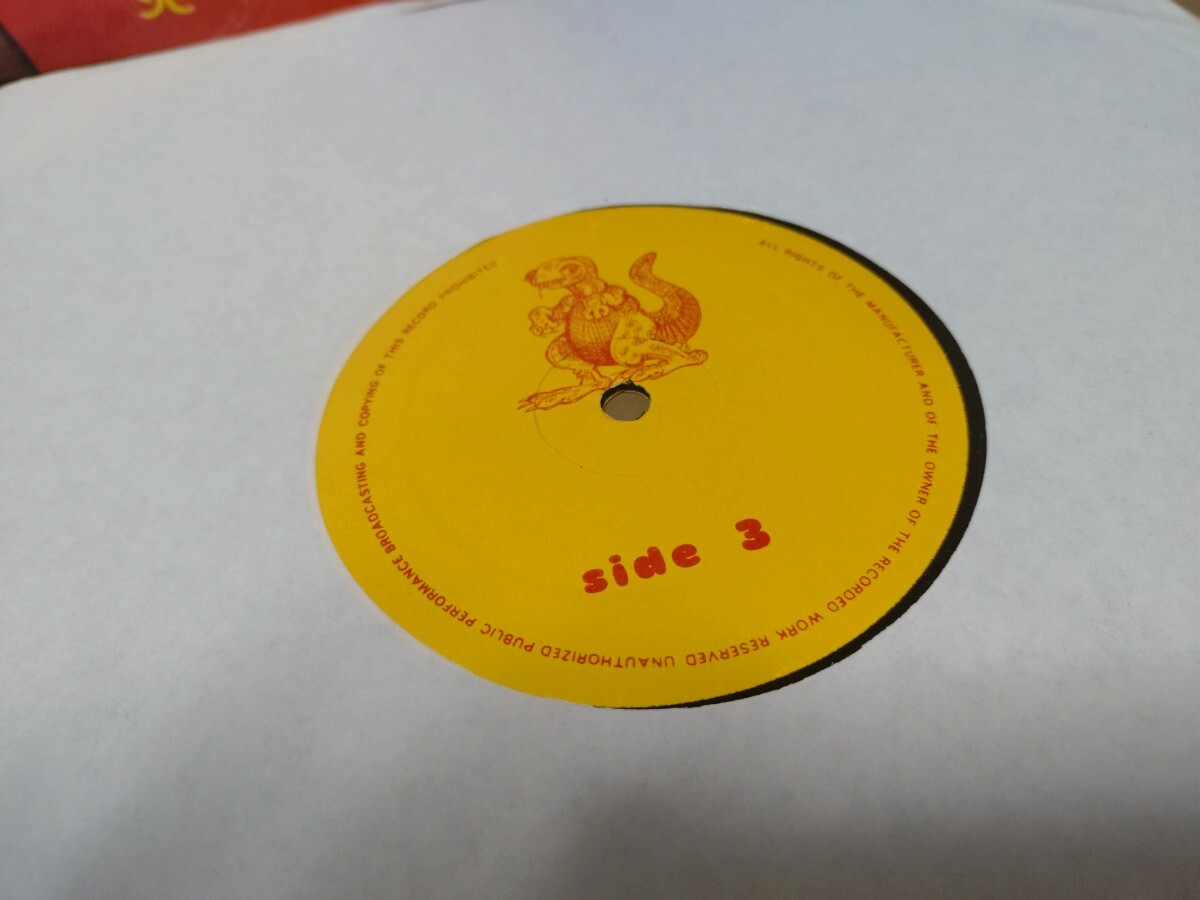 ALL RIGHTS OF THE MANUFACTURER AND OF THE OWNER OF THE RECORDED WORK RESERVED UNAUTHORIZED PUBLIC PERFORMANCE BROADCASTING AND COPYING OF THIS RECORD PROHIBITED
side 3